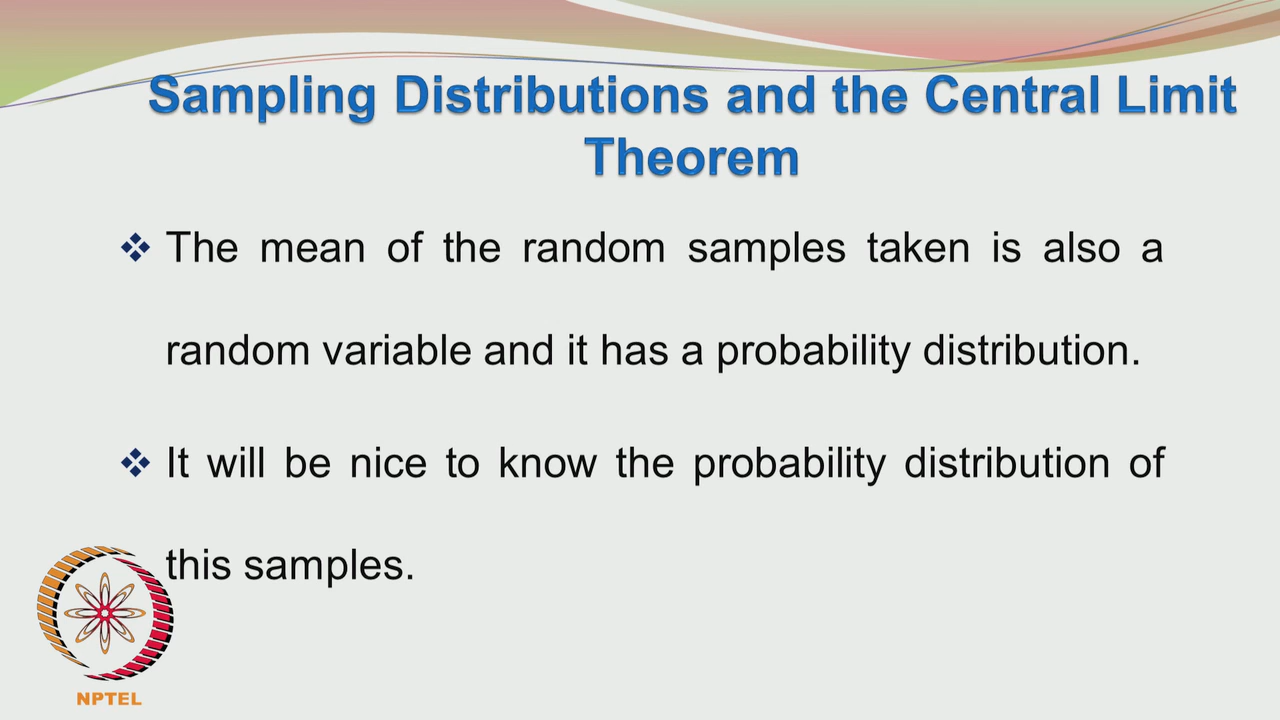 Sampling Distributions and the Central Limit
Theorem
❖ The mean of the random samples taken is also a
random variable and it has a probability distribution.
❖ It will be nice to know the probability distribution of
this samples.
NPTEL